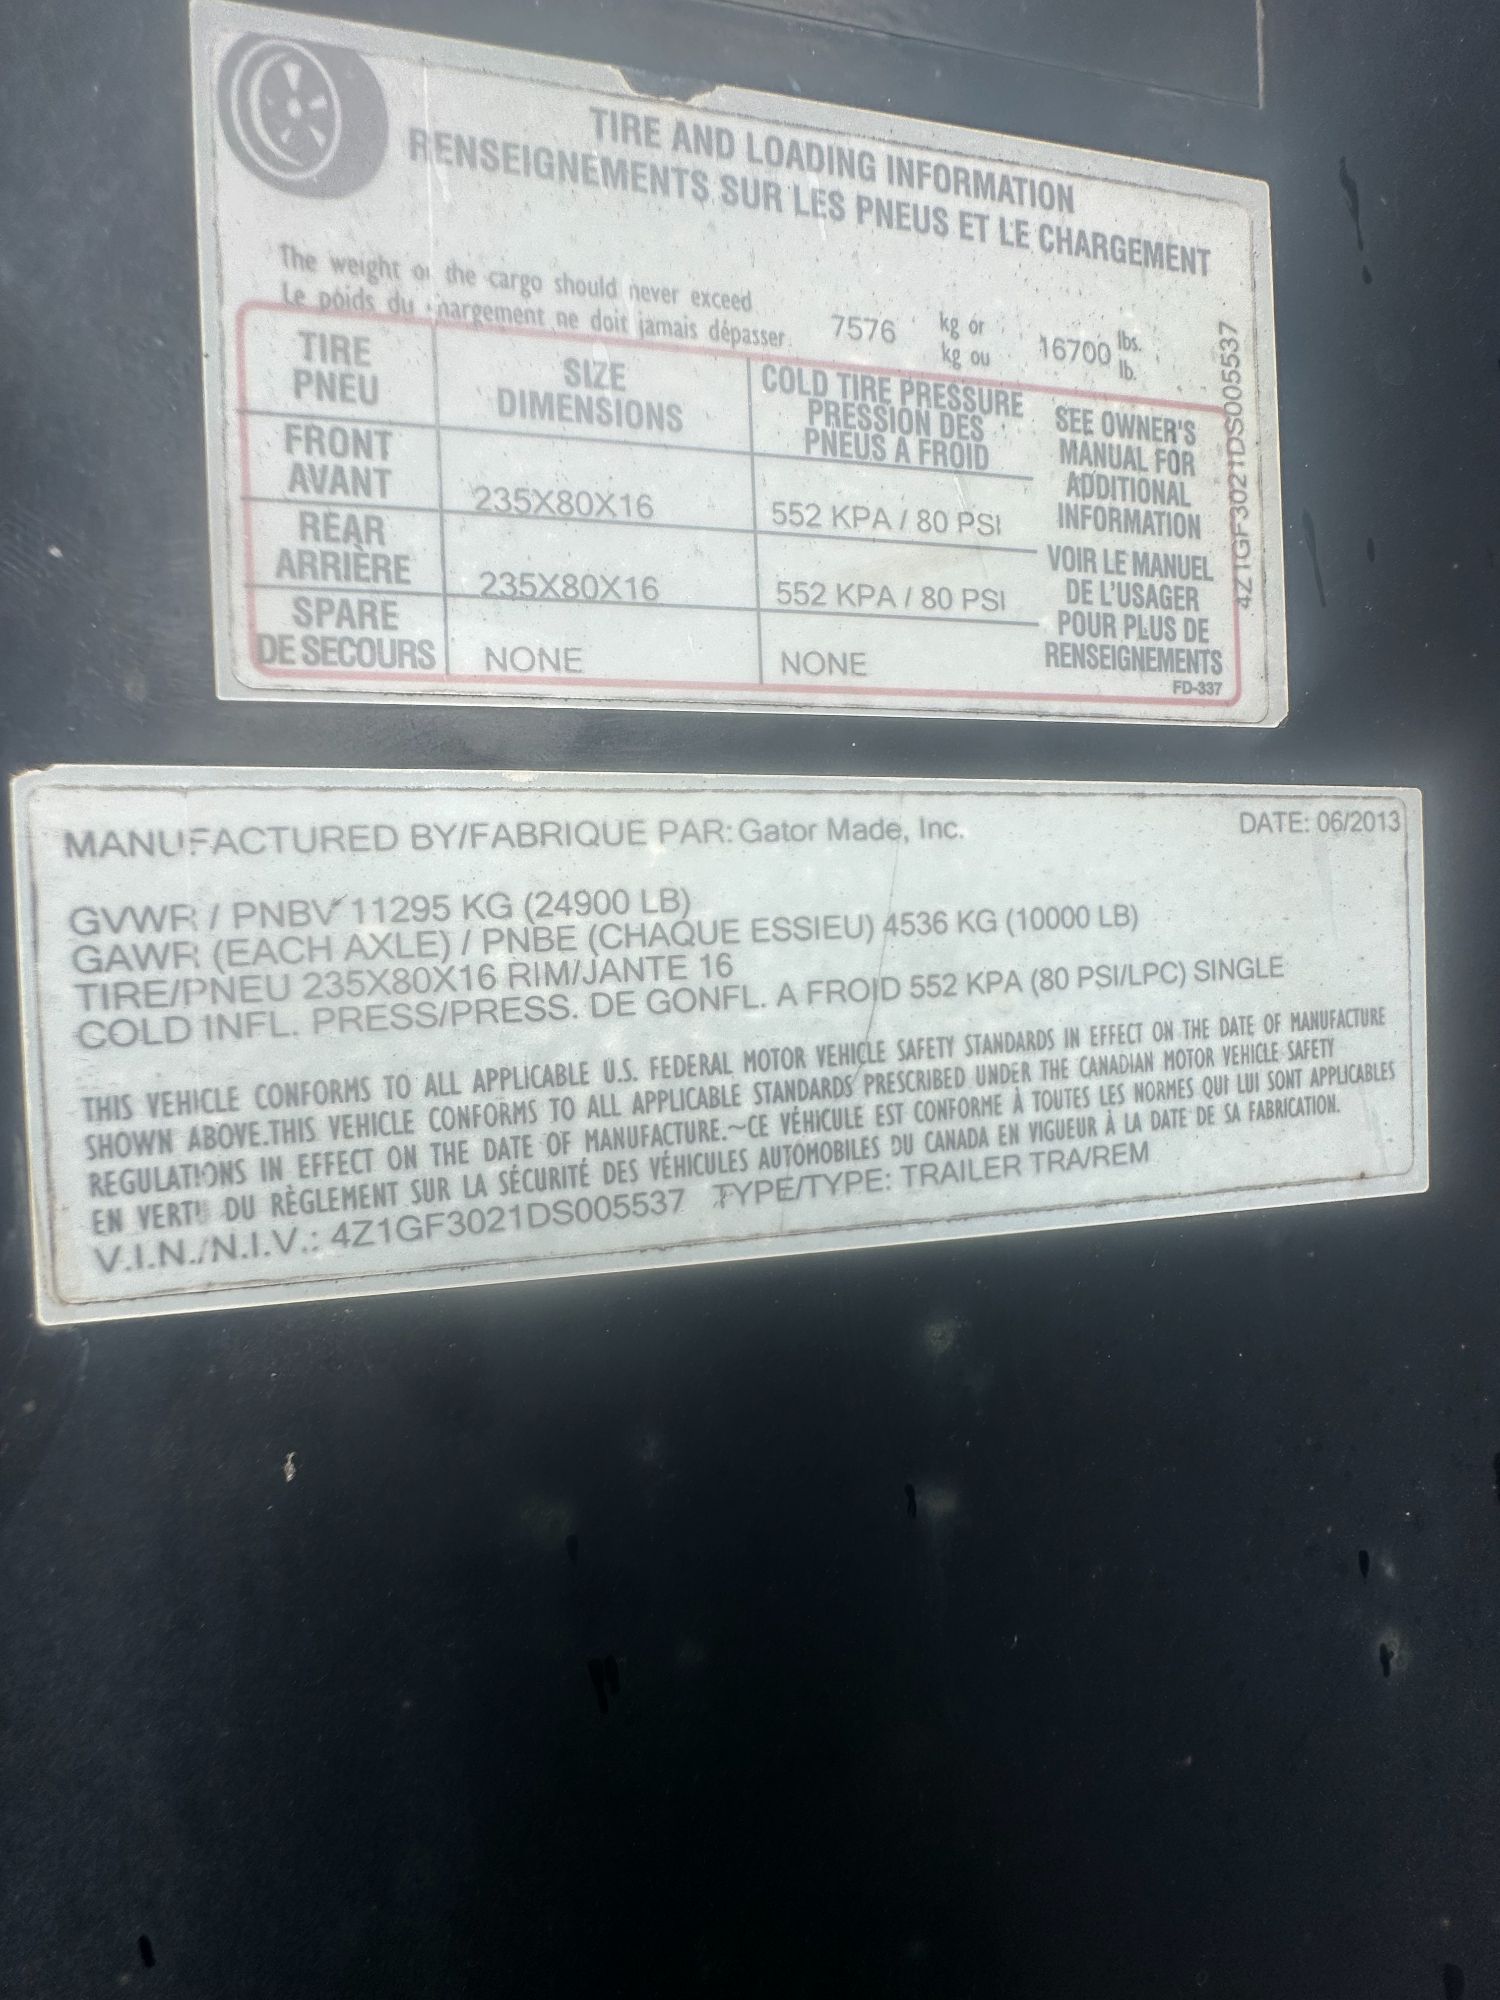 TIRE AND LOADING INFORMATION
RENSEIGNEMENTS SUR LES PNEUS ET LE CHARGEMENT
The weight of the cargo should never exceed
Le poids du chargement ne doit jamais dépasser
7576 kg or 16700 lbs.
kg ou lb.
TIRE PNEU
SIZE DIMENSIONS
COLD TIRE PRESSURE
PRESSION DES
PNEUS A FROID
FRONT AVANT
235X80X16
552 KPA / 80 PSI
REAR ARRIÈRE
235X80X16
552 KPA / 80 PSI
SPARE DE SECOURS
NONE
NONE
SEE OWNER'S
MANUAL FOR
ADDITIONAL
INFORMATION
VOIR LE MANUEL
DE L'USAGER
POUR PLUS DE
RENSEIGNEMENTS
FD-337
4Z1GF3021DS005537
MANUFACTURED BY/FABRIQUE PAR: Gator Made, Inc.
DATE: 06/2013
GVWR / PNBV 11295 KG (24900 LB)
GAWR (EACH AXLE) / PNBE (CHAQUE ESSIEU) 4536 KG (10000 LB)
TIRE/PNEU 235X80X16 RIM/JANTE 16
COLD INFL. PRESS/PRESS. DE GONFL. A FROID 552 KPA (80 PSI/LPC) SINGLE
THIS VEHICLE CONFORMS TO ALL APPLICABLE U.S. FEDERAL MOTOR VEHICLE SAFETY STANDARDS IN EFFECT ON THE DATE OF MANUFACTURE
SHOWN ABOVE.THIS VEHICLE CONFORMS TO ALL APPLICABLE STANDARDS PRESCRIBED UNDER THE CANADIAN MOTOR VEHICLE SAFETY
REGULATIONS IN EFFECT ON THE DATE OF MANUFACTURE.~CE VÉHICULE EST CONFORME À TOUTES LES NORMES QUI LUI SONT APPLICABLES
EN VERTU DU RÈGLEMENT SUR LA SÉCURITÉ DES VÉHICULES AUTOMOBILES DU CANADA EN VIGUEUR À LA DATE DE SA FABRICATION.
V.I.N./N.I.V.: 4Z1GF3021DS005537 TYPE/TYPE: TRAILER TRA/REM